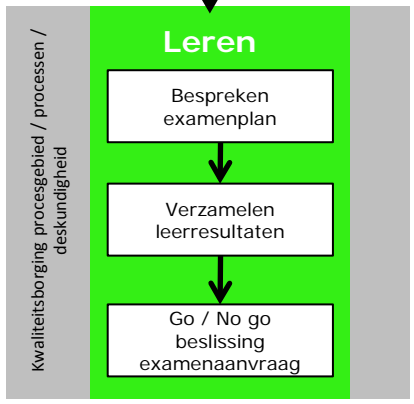 Kwaliteitsborging procesgebied / processen /
deskundigheid
Leren
Bespreken
examenplan
Verzamelen
leerresultaten
Go / No go
beslissing
examenaanvraag